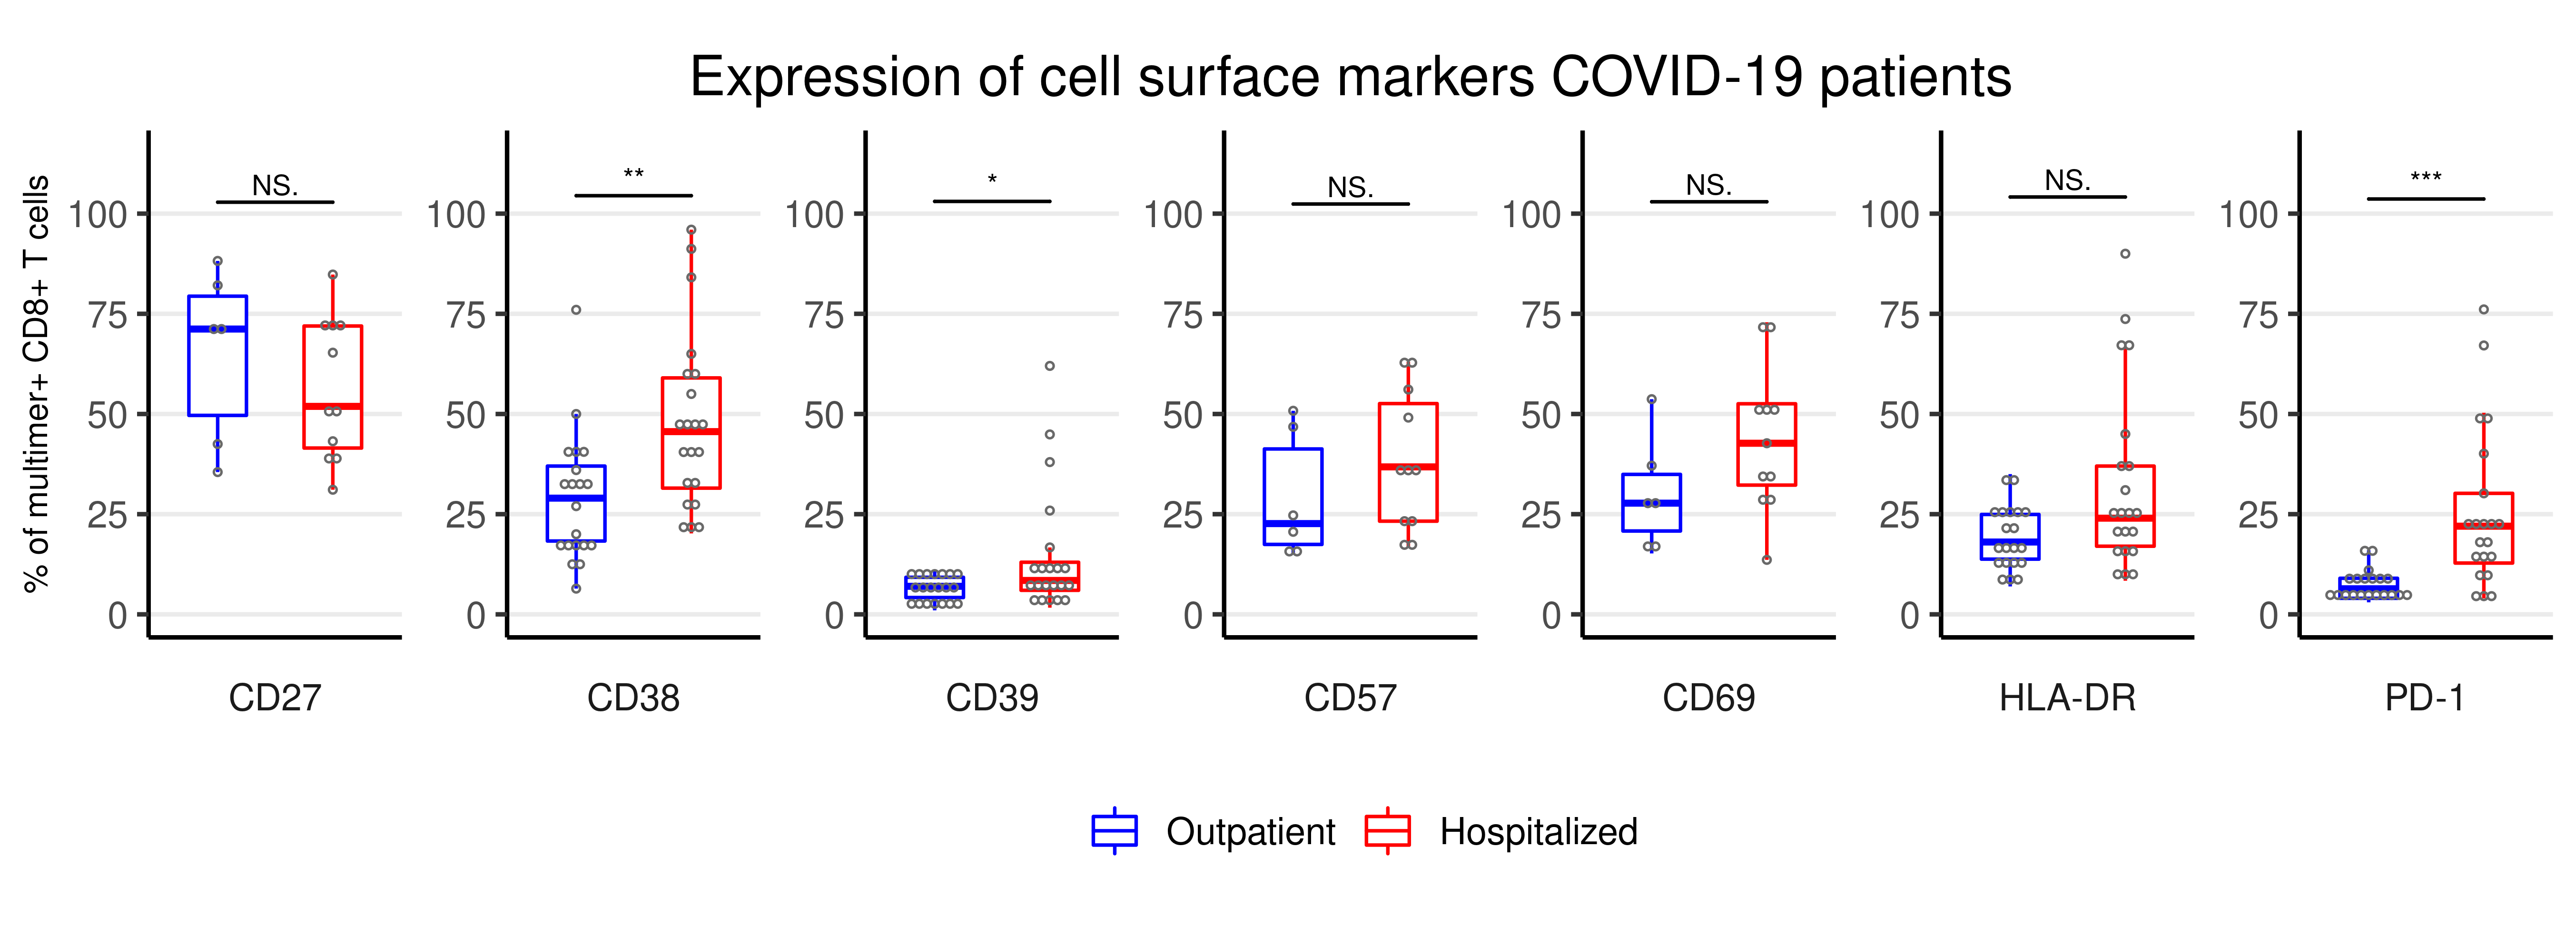 Expression of cell surface markers COVID-19 patients
% of multimer+ CD8+ T cells
NS.
100
75
50
25
0
CD27
**
100
75
50
25
0
CD38
*
100
75
50
25
0
CD39
NS.
100
75
50
25
0
CD57
NS.
100
75
50
25
0
CD69
NS.
100
75
50
25
0
HLA-DR
***
100
75
50
25
0
PD-1
Outpatient
Hospitalized